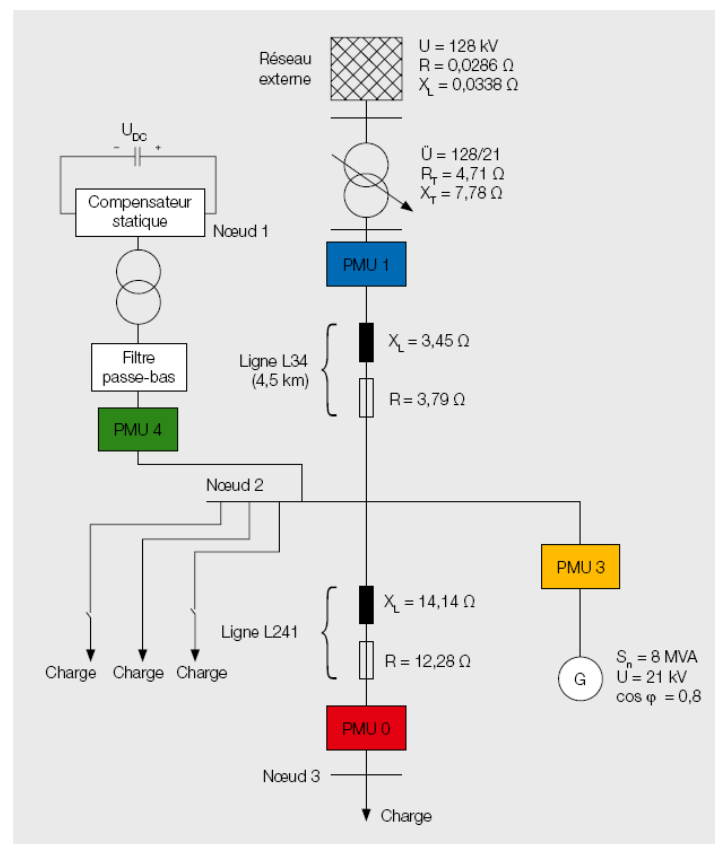 Réseau
externe
U = 128 kV
R = 0,0286 Ω
X_L = 0,0338 Ω
U_DC
– +
Compensateur
statique
Nœud 1
Ü = 128/21
R_T = 4,71 Ω
X_T = 7,78 Ω
PMU 1
Filtre
passe-bas
Ligne L34
(4,5 km)
X_L = 3,45 Ω
R = 3,79 Ω
PMU 4
Nœud 2
PMU 3
Ligne L241
X_L = 14,14 Ω
R = 12,28 Ω
Charge Charge Charge
G
S_n = 8 MVA
U = 21 kV
cos φ = 0,8
PMU 0
Nœud 3
Charge